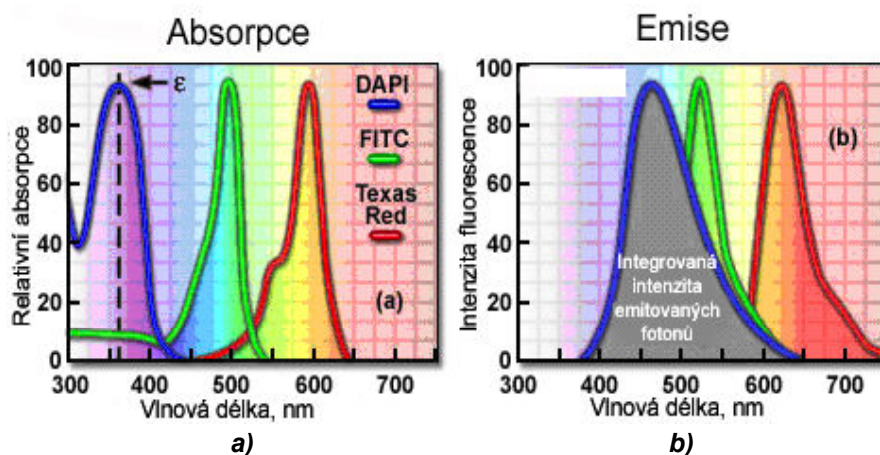 Absorpce
Relativní absorpce
100
80
60
40
20
0
ε
DAPI
FITC
Texas
Red
(a)
300
400
500
600
700
Vlnová délka, nm
a)
Emise
Intenzita fluorescence
100
80
60
40
20
0
(b)
Integrovaná
intenzita
emitovaných
fotonů
300
400
500
600
700
Vlnová délka, nm
b)